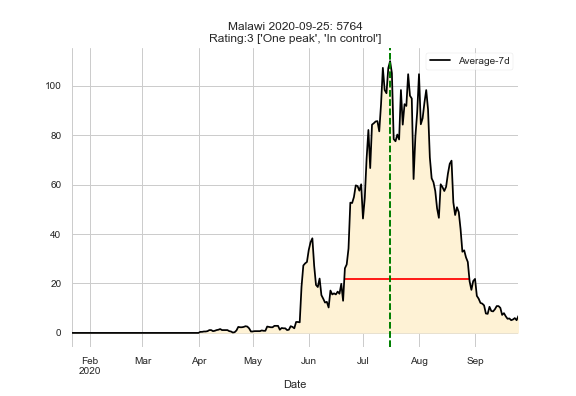 Malawi 2020-09-25: 5764
Rating:3 ['One peak', 'In control']
Average-7d
100
80
60
40
20
0
Feb Mar Apr May Jun Jul Aug Sep
2020
Date